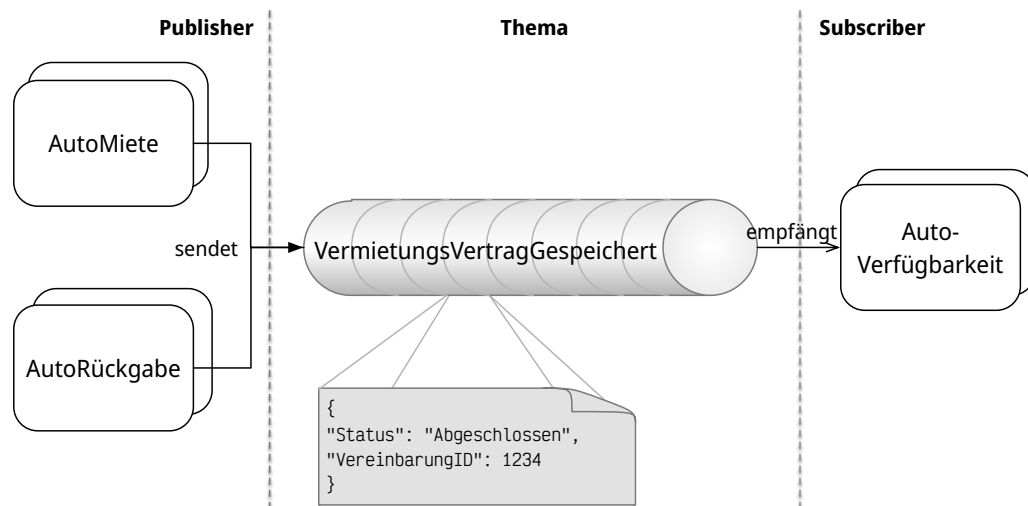 Publisher
Thema
Subscriber
AutoMiete
sendet
AutoRückgabe
VermietungsVertragGespeichert
empfängt
Auto-
Verfügbarkeit
{
"Status": "Abgeschlossen",
"VereinbarungID": 1234
}